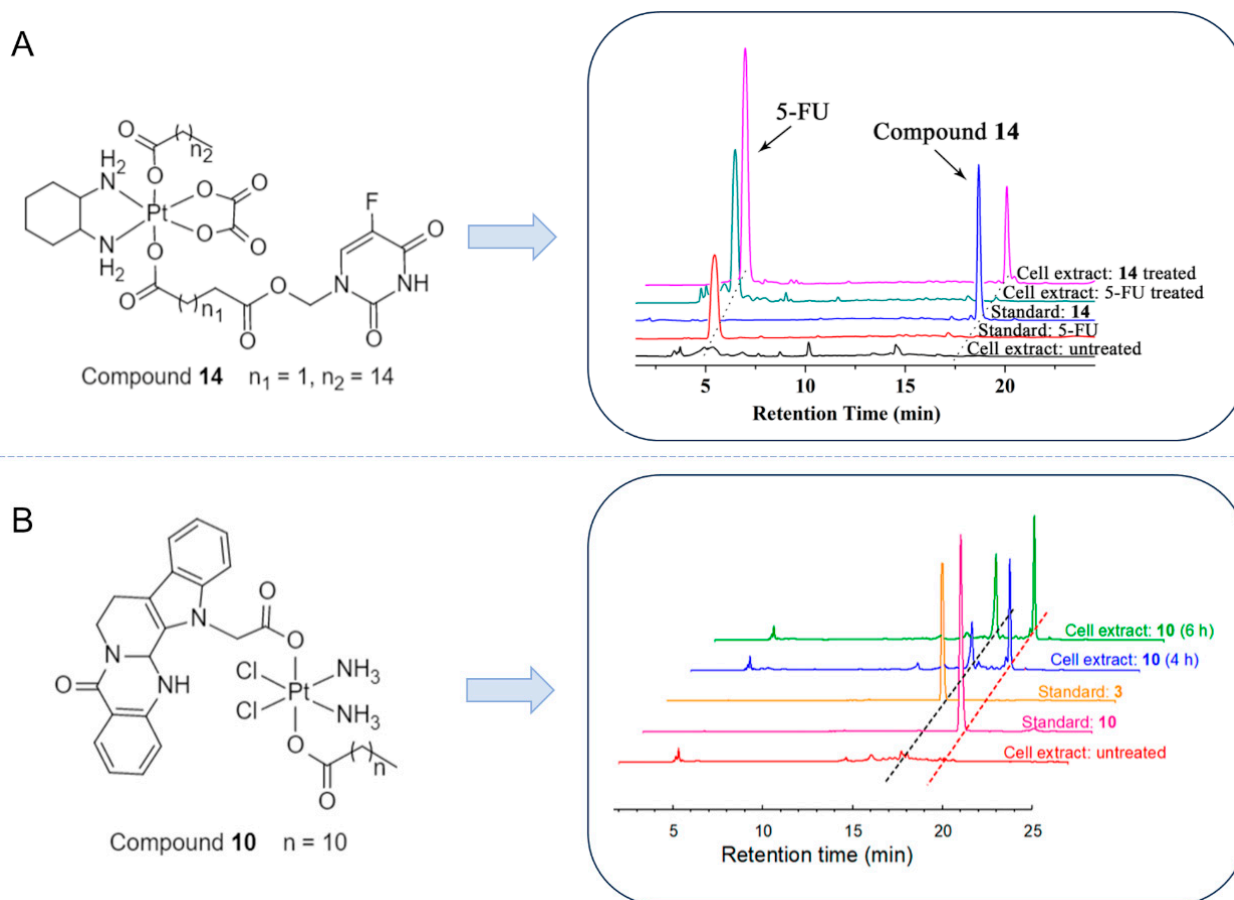 A
O
( )
n₂
O
H₂
N
O
O
Pt
O
O
N
H₂
O
F
O
N
NH
O
( )
n₁
O
O
O
Compound 14 n₁ = 1, n₂ = 14
5-FU
Compound 14
Cell extract: 14 treated
Cell extract: 5-FU treated
Standard: 14
Standard: 5-FU
Cell extract: untreated
5 10 15 20
Retention Time (min)
B
N
O
O
N
NH
O
Cl
Cl
Pt
NH₃
NH₃
O
O
( )
n
Compound 10 n = 10
Cell extract: 10 (6 h)
Cell extract: 10 (4 h)
Standard: 3
Standard: 10
Cell extract: untreated
5 10 15 20 25
Retention time (min)